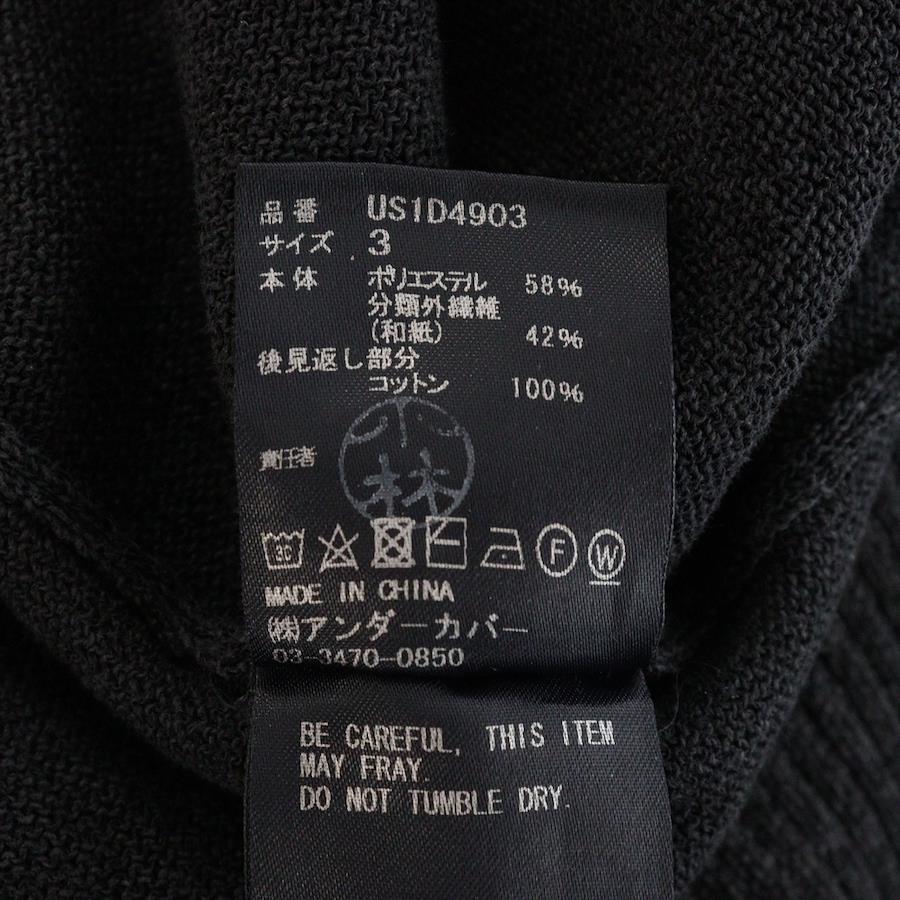 品番 US1D4903
サイズ 3
本体 ポリエステル 58%
分類外繊維
(和紙) 42%
後見返し部分
コットン 100%
責任者 小林
30 F W
MADE IN CHINA
㈱アンダーカバー
03-3470-0850
BE CAREFUL, THIS ITEM
MAY FRAY.
DO NOT TUMBLE DRY.